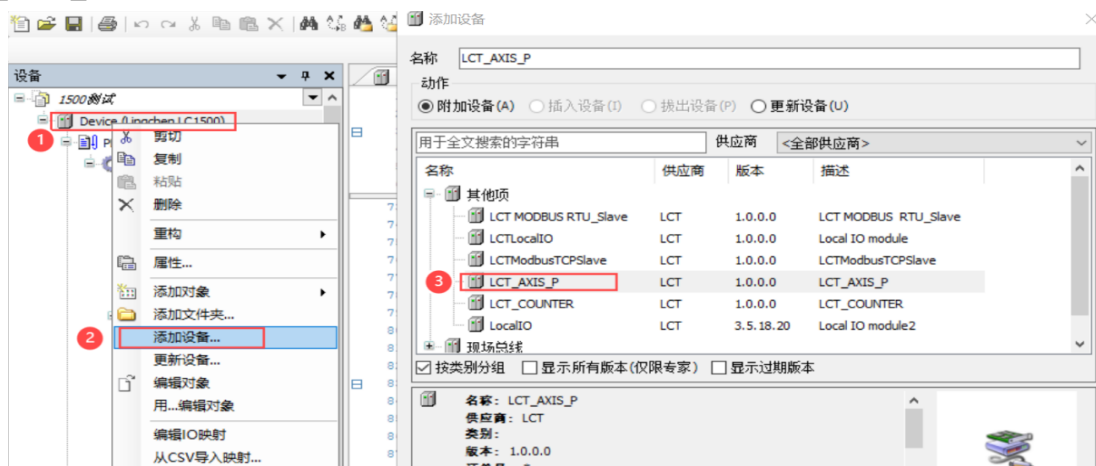 设备
1500测试
Device (Lingchen LC1500)
1
剪切
复制
粘贴
删除
重构
属性...
添加对象
添加文件夹...
2
添加设备...
更新设备...
编辑对象
用...编辑对象
编辑IO映射
从CSV导入映射...
添加设备
名称 LCT_AXIS_P
动作
附加设备(A) 插入设备(I) 拔出设备(P) 更新设备(U)
用于全文搜索的字符串 供应商 <全部供应商>
名称 供应商 版本 描述
其他项
LCT MODBUS RTU_Slave LCT 1.0.0.0 LCT MODBUS RTU_Slave
LCTLocalIO LCT 1.0.0.0 Local IO module
LCTModbusTCPSlave LCT 1.0.0.0 LCTModbusTCPSlave
3 LCT_AXIS_P LCT 1.0.0.0 LCT_AXIS_P
LCT_COUNTER LCT 1.0.0.0 LCT_COUNTER
LocalIO LCT 3.5.18.20 Local IO module2
现场总线
按类别分组 显示所有版本(仅限专家) 显示过期版本
名称: LCT_AXIS_P
供应商: LCT
类别:
版本: 1.0.0.0